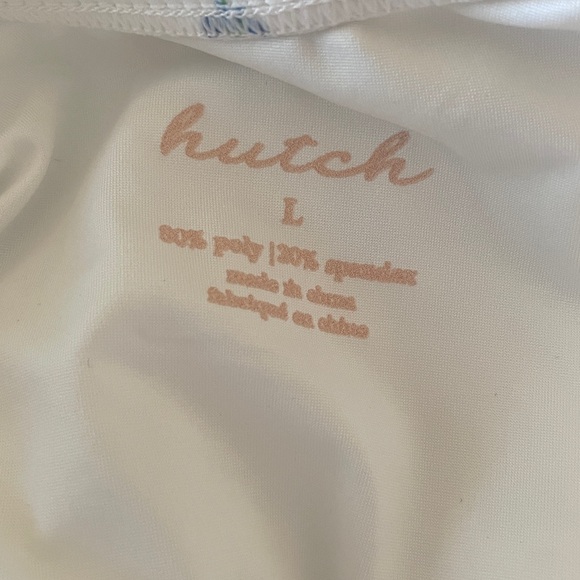 hutch
L
80% poly | 20% spandex
made in china
fabriqué en chine